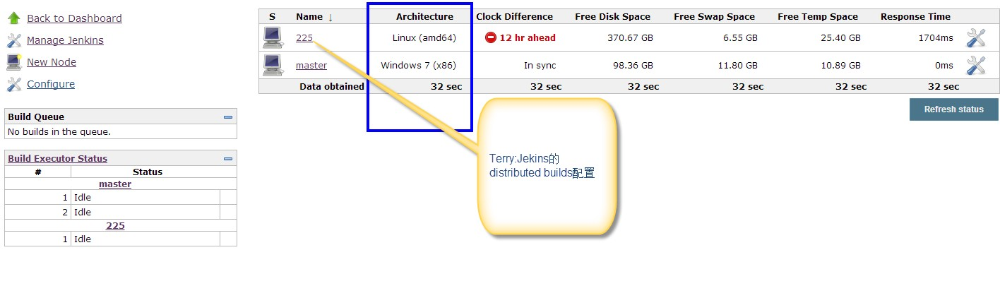 Back to Dashboard
Manage Jenkins
New Node
Configure
Build Queue
No builds in the queue.
Build Executor Status
# Status
master
1 Idle
2 Idle
225
1 Idle
S Name ↓ Architecture Clock Difference Free Disk Space Free Swap Space Free Temp Space Response Time
225 Linux (amd64) 12 hr ahead 370.67 GB 6.55 GB 25.40 GB 1704ms
master Windows 7 (x86) In sync 98.36 GB 11.80 GB 10.89 GB 0ms
Data obtained 32 sec 32 sec 32 sec 32 sec 32 sec 32 sec
Refresh status
Terry:Jekins的
distributed builds配置